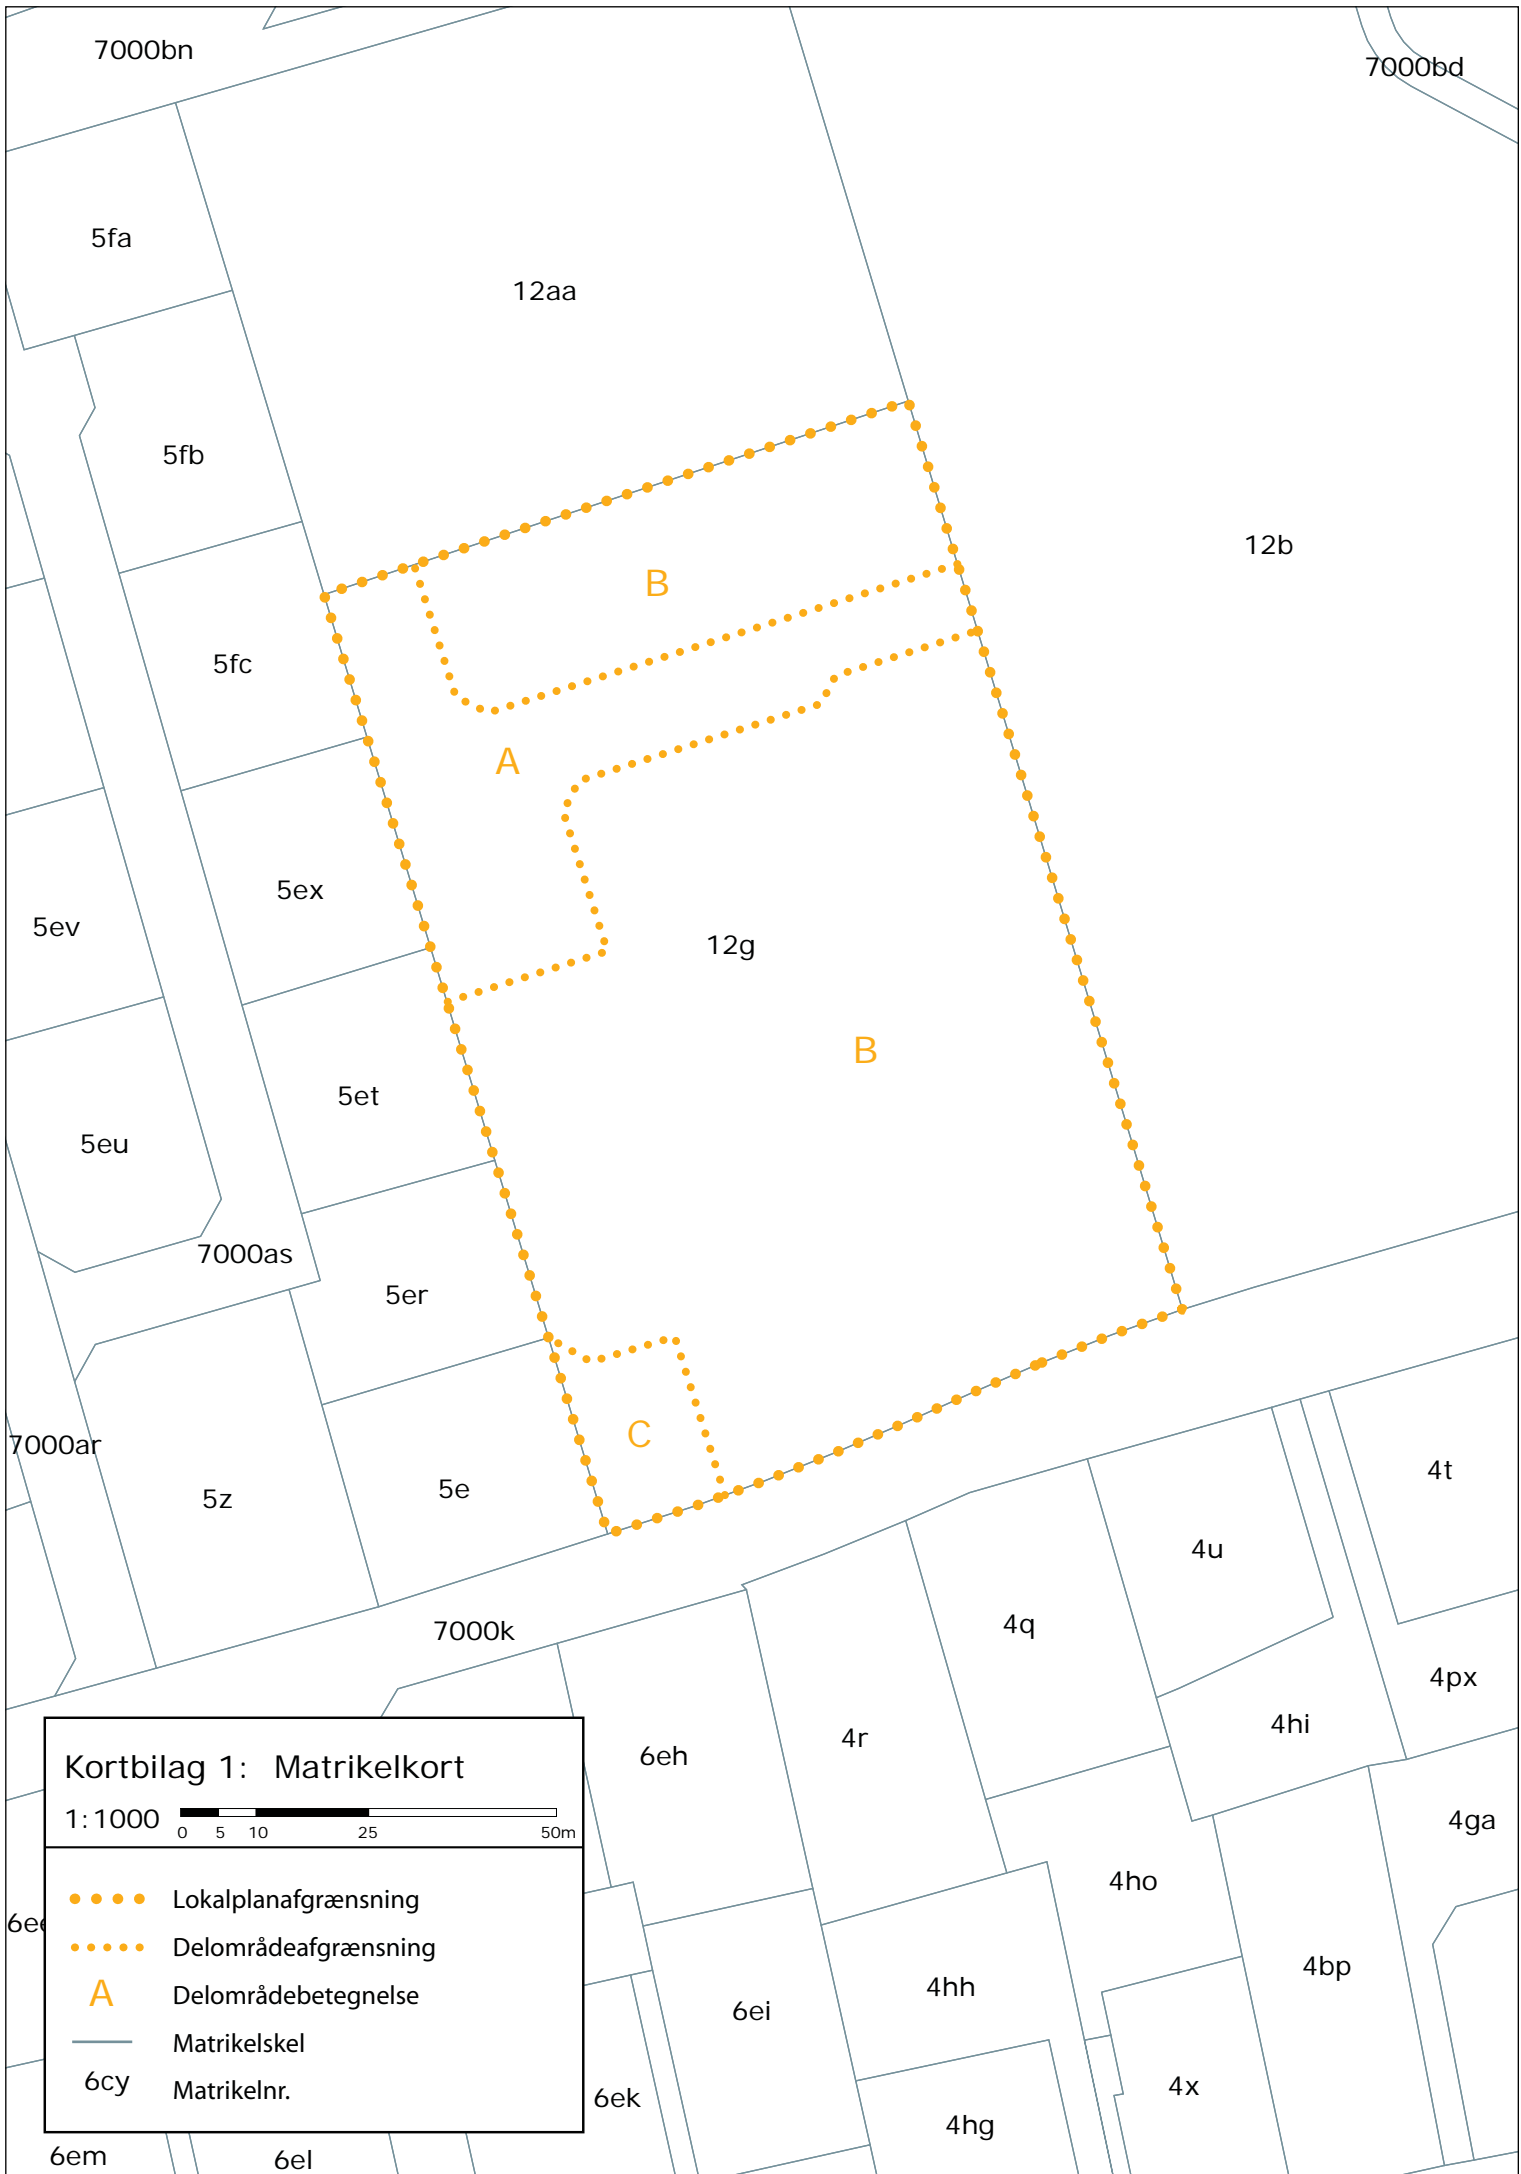 7000bn
7000bd
5fa
12aa
5fb
12b
B
5fc
A
5ex
5ev
12g
B
5et
5eu
7000as
5er
C
7000ar
5z
5e
4t
4u
7000k
4q
4px
4hi
6eh
4r
4ga
4ho
4bp
4hh
6ei
4x
6ek
4hg
6em
6el
Kortbilag 1: Matrikelkort
1:1000
0 5 10 25 50m
Lokalplanafgrænsning
Delområdeafgrænsning
A Delområdebetegnelse
Matrikelskel
6cy Matrikelnr.